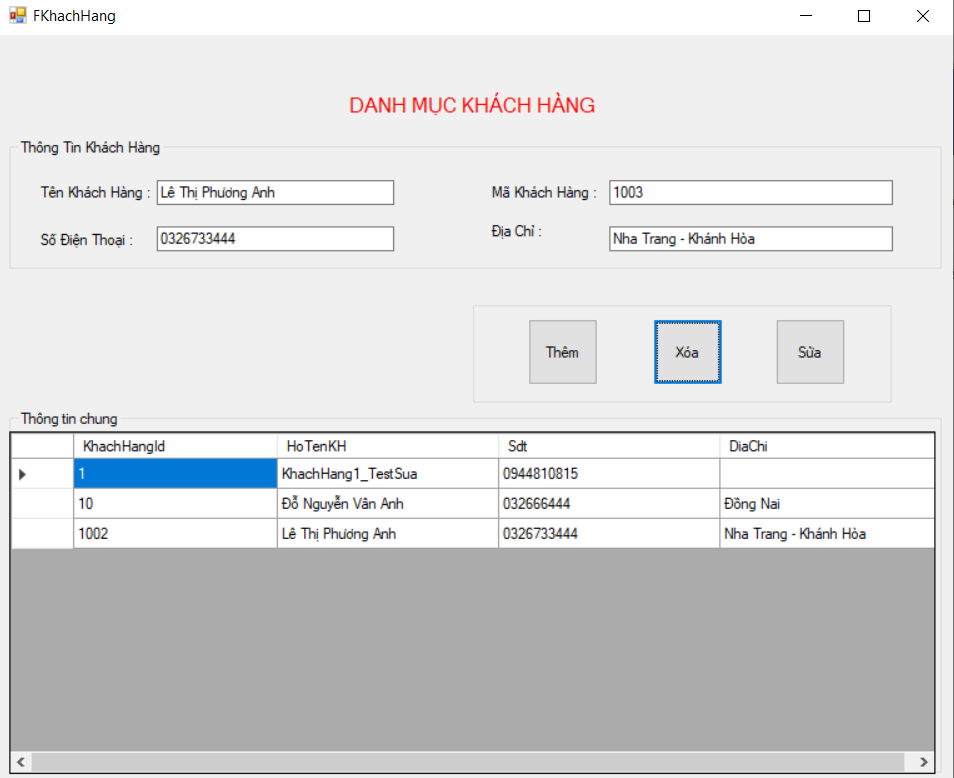 FKhachHang
DANH MỤC KHÁCH HÀNG
Thông Tin Khách Hàng
Tên Khách Hàng : Lê Thị Phương Anh Mã Khách Hàng : 1003
Số Điện Thoại : 0326733444 Địa Chỉ : Nha Trang - Khánh Hòa
Thêm Xóa Sửa
Thông tin chung
KhachHangId HoTenKH Sdt DiaChi
1 KhachHang1_TestSua 0944810815
10 Đỗ Nguyễn Vân Anh 032666444 Đồng Nai
1002 Lê Thị Phương Anh 0326733444 Nha Trang - Khánh Hòa